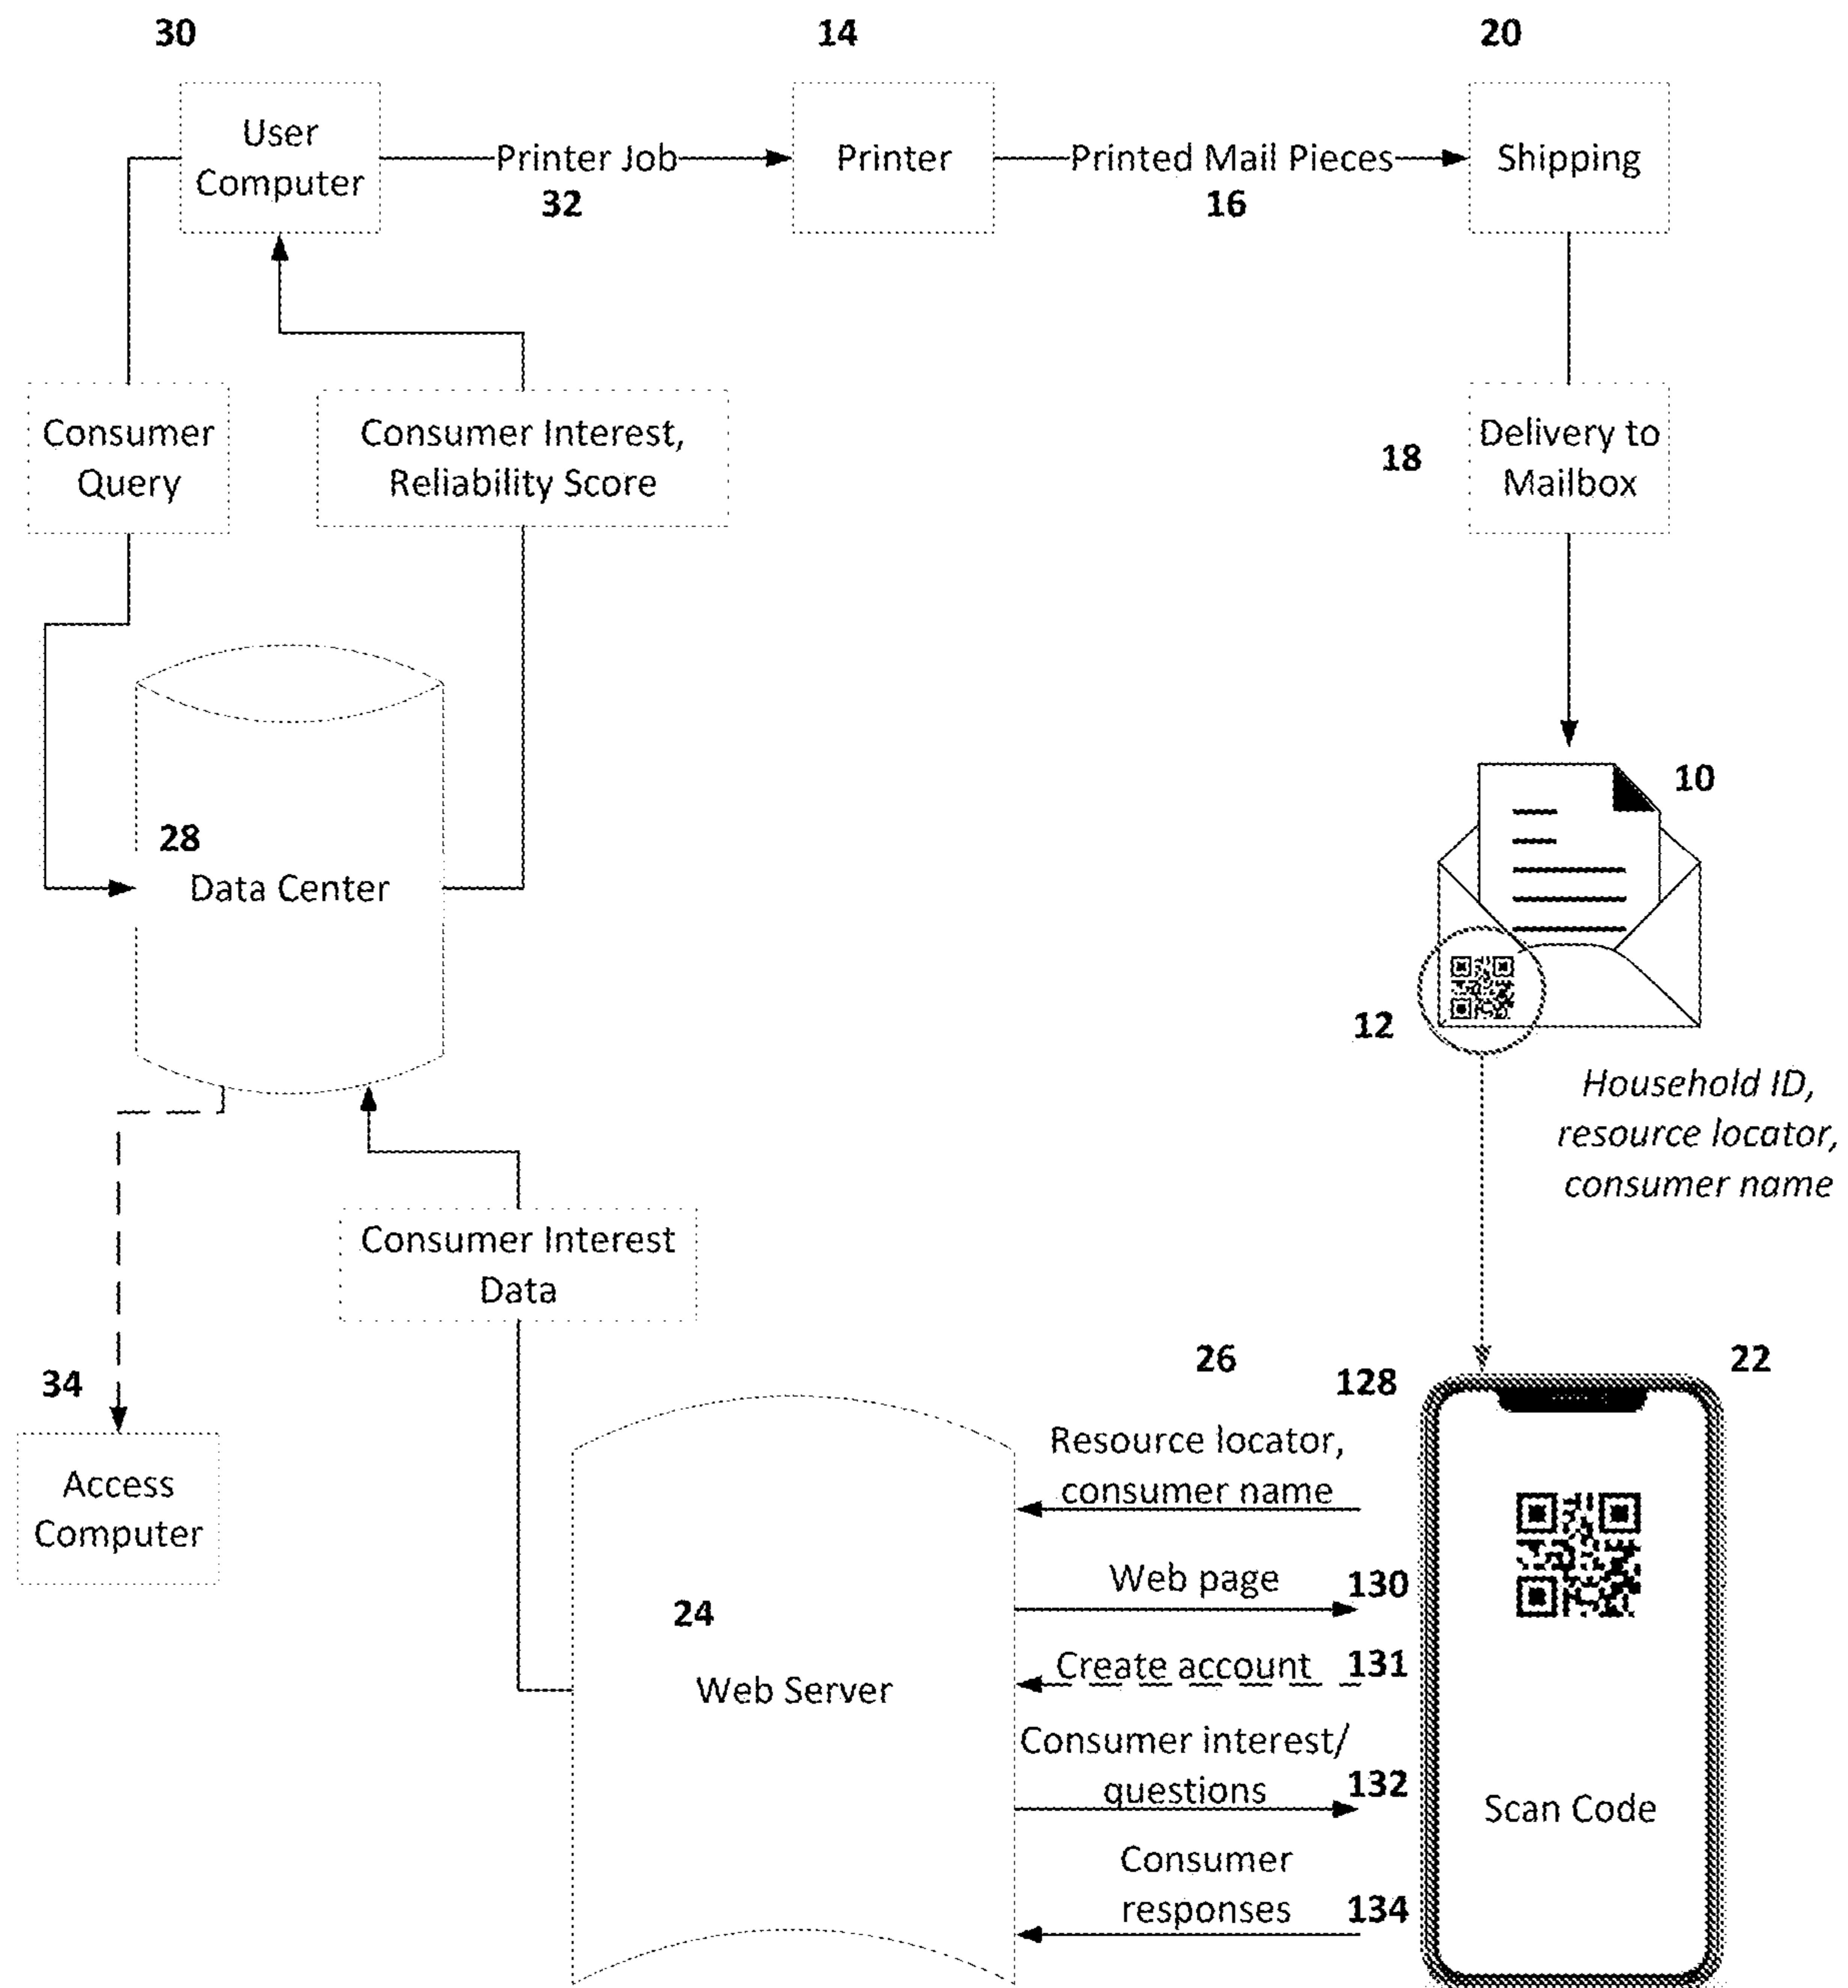 30
14
20
User
Computer
Printer Job
32
Printer
Printed Mail Pieces
16
Shipping
Consumer
Query
Consumer Interest,
Reliability Score
18
Delivery to
Mailbox
28
Data Center
10
12
Household ID,
resource locator,
consumer name
Consumer Interest
Data
34
Access
Computer
26
128
22
Resource locator,
consumer name
Web page
130
24
Web Server
Create account
131
Consumer interest/
questions
132
Scan Code
Consumer
responses
134